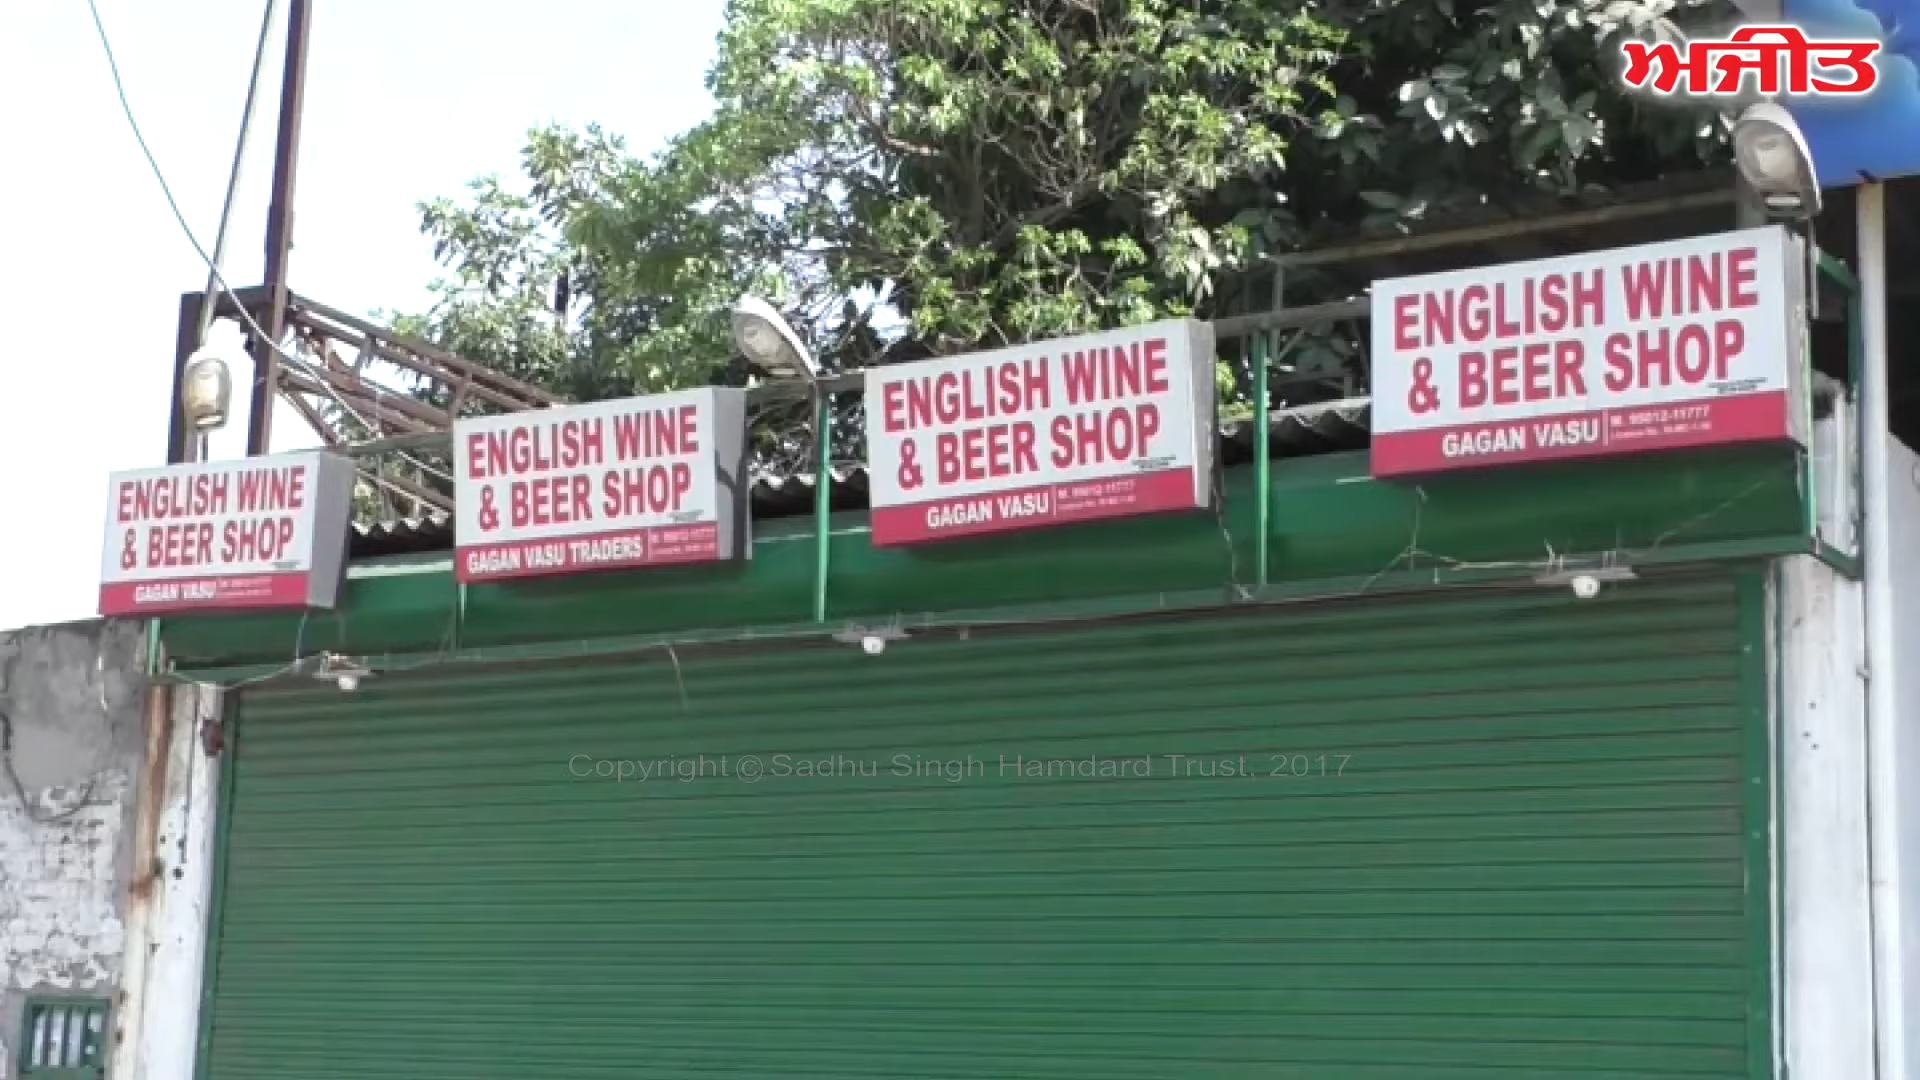 ਅਜੀਤ
ENGLISH WINE
& BEER SHOP
GAGAN VASU
ENGLISH WINE
& BEER SHOP
GAGAN VASU TRADERS
ENGLISH WINE
& BEER SHOP
GAGAN VASU
ENGLISH WINE
& BEER SHOP
GAGAN VASU
M. 95012-11777
Copyright © Sadhu Singh Hamdard Trust, 2017